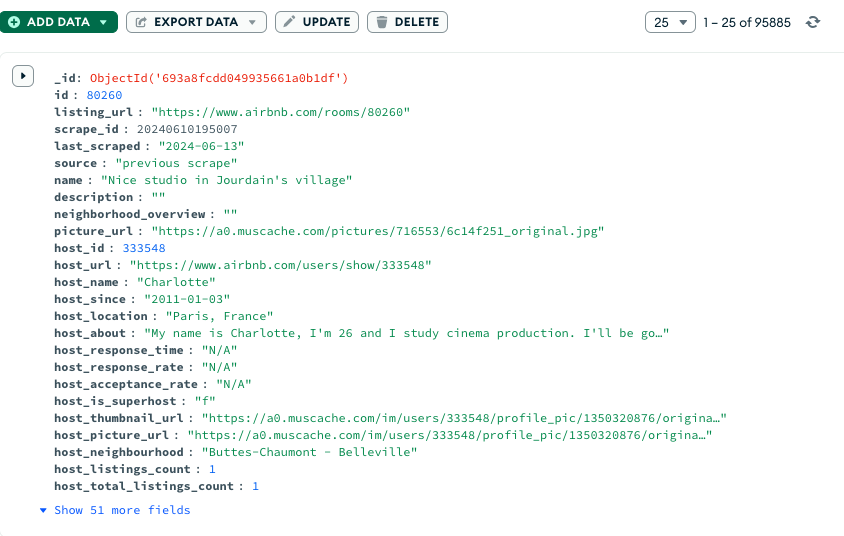 ADD DATA EXPORT DATA UPDATE DELETE 25 1 – 25 of 95885
_id: ObjectId('693a8fcdd049935661a0b1df')
id : 80260
listing_url : "https://www.airbnb.com/rooms/80260"
scrape_id : 20240610195007
last_scraped : "2024-06-13"
source : "previous scrape"
name : "Nice studio in Jourdain's village"
description : ""
neighborhood_overview : ""
picture_url : "https://a0.muscache.com/pictures/716553/6c14f251_original.jpg"
host_id : 333548
host_url : "https://www.airbnb.com/users/show/333548"
host_name : "Charlotte"
host_since : "2011-01-03"
host_location : "Paris, France"
host_about : "My name is Charlotte, I'm 26 and I study cinema production. I'll be go…"
host_response_time : "N/A"
host_response_rate : "N/A"
host_acceptance_rate : "N/A"
host_is_superhost : "f"
host_thumbnail_url : "https://a0.muscache.com/im/users/333548/profile_pic/1350320876/origina…"
host_picture_url : "https://a0.muscache.com/im/users/333548/profile_pic/1350320876/origina…"
host_neighbourhood : "Buttes-Chaumont - Belleville"
host_listings_count : 1
host_total_listings_count : 1
Show 51 more fields